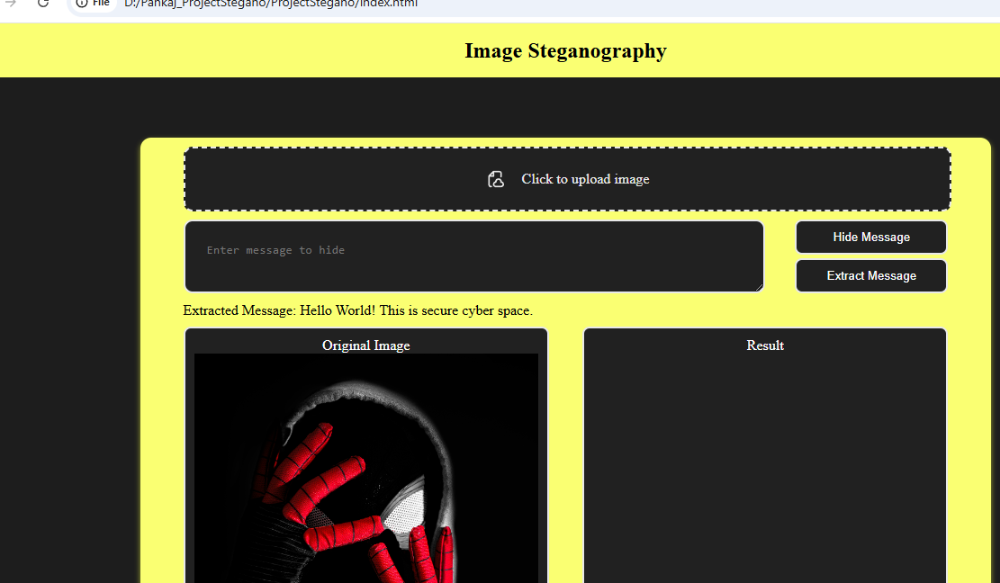 File D:/Pankaj_ProjectStegano/ProjectStegano/index.html
Image Steganography
Click to upload image
Enter message to hide
Hide Message
Extract Message
Extracted Message: Hello World! This is secure cyber space.
Original Image
Result